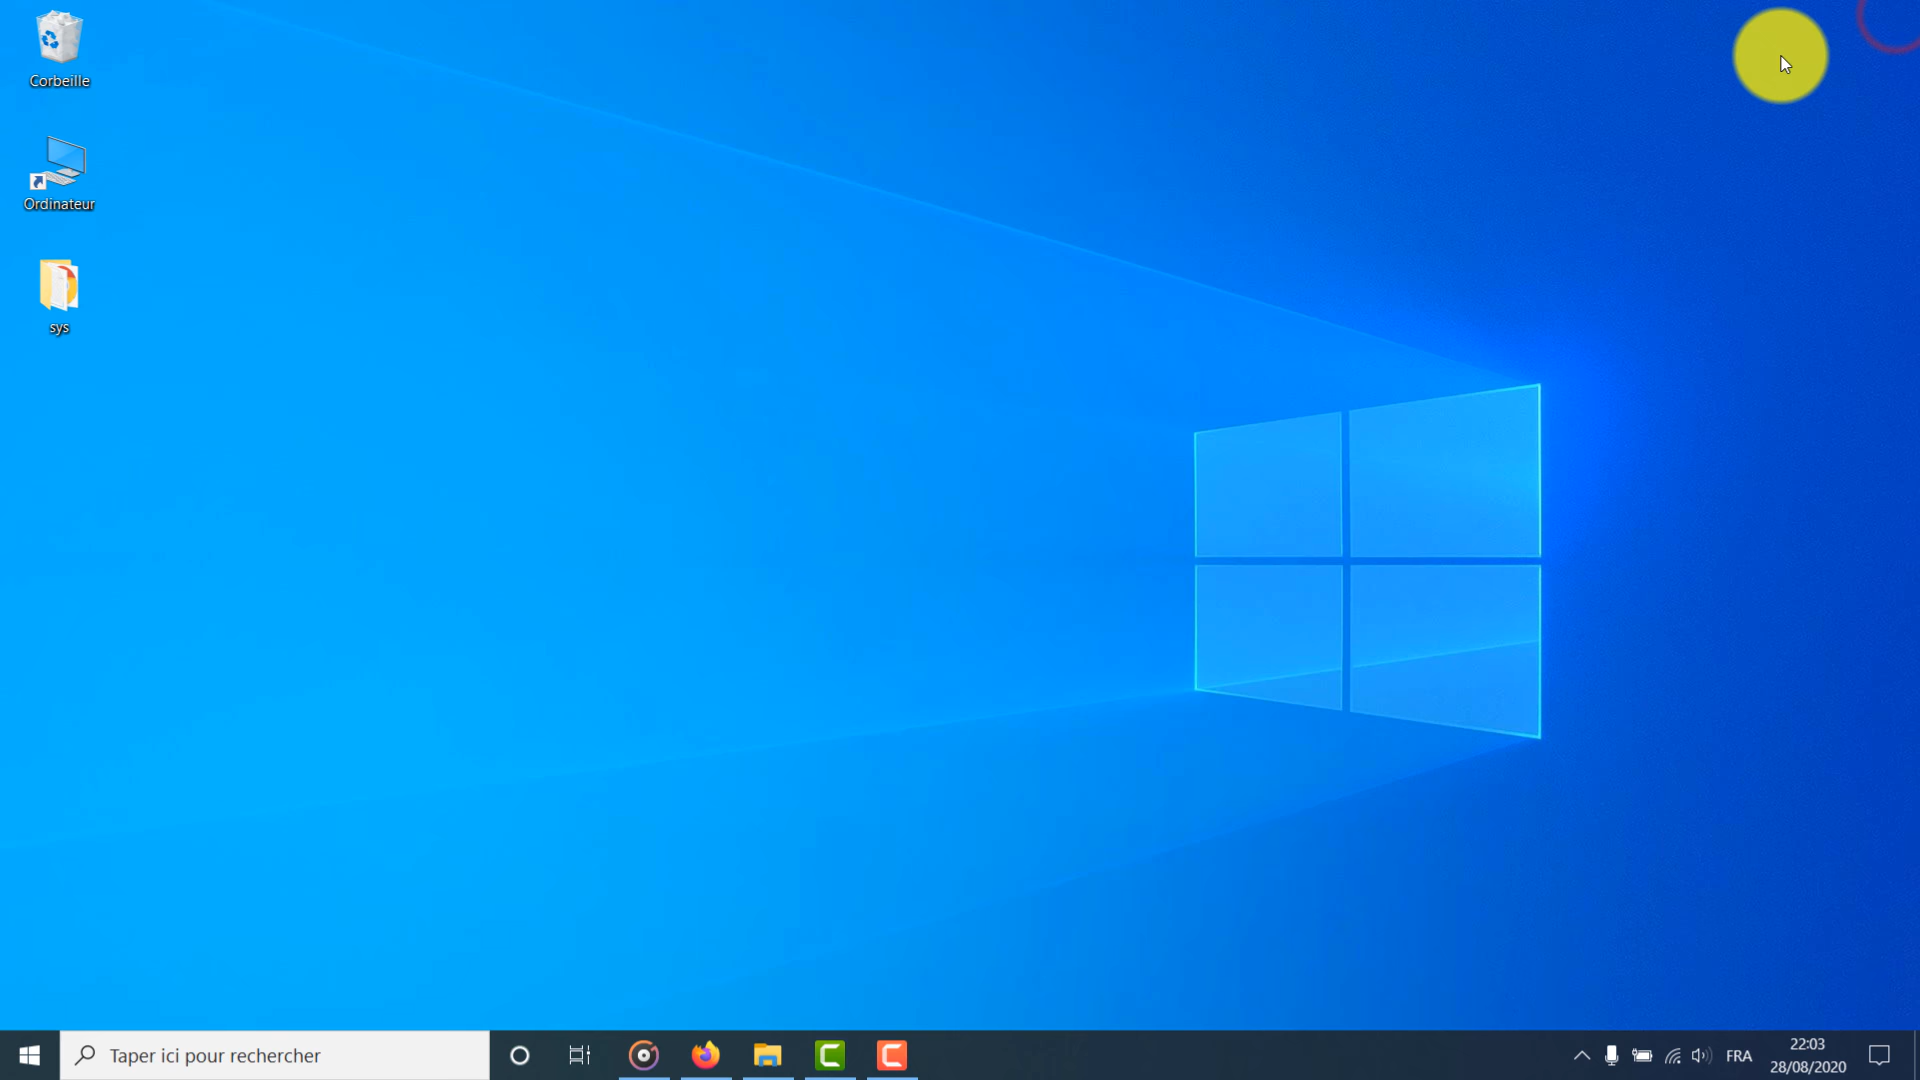 Corbeille
Ordinateur
sys
Taper ici pour rechercher
FRA
22:03
28/08/2020